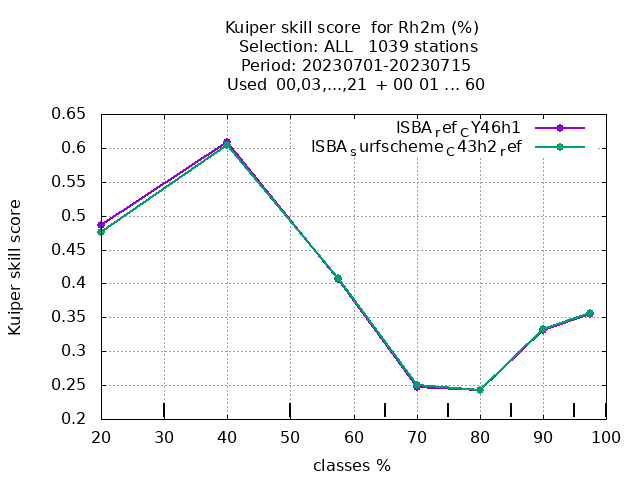 Kuiper skill score  for Rh2m (%)
Selection: ALL   1039 stations
Period: 20230701-20230715
Used  00,03,...,21  + 00 01 ... 60
ISBA_ref_CY46h1
ISBA_surfscheme_C43h2_ref
0.65
0.6
0.55
0.5
0.45
0.4
0.35
0.3
0.25
0.2
Kuiper skill score
20 30 40 50 60 70 80 90 100
classes %